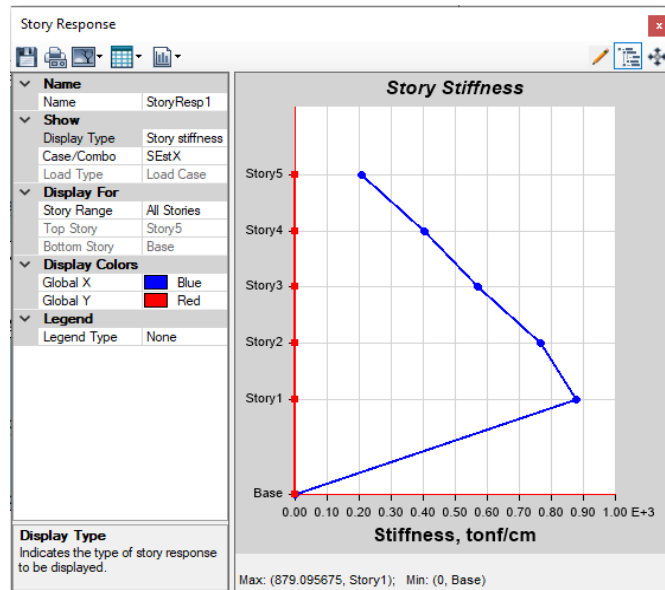 Story Response
x
Name
Name StoryResp1
Show
Display Type Story stiffness
Case/Combo SEstX
Load Type Load Case
Display For
Story Range All Stories
Top Story Story5
Bottom Story Base
Display Colors
Global X Blue
Global Y Red
Legend
Legend Type None
Display Type
Indicates the type of story response
to be displayed.
Story Stiffness
Story5
Story4
Story3
Story2
Story1
Base
0.00 0.10 0.20 0.30 0.40 0.50 0.60 0.70 0.80 0.90 1.00 E+3
Stiffness, tonf/cm
Max: (879.095675, Story1); Min: (0, Base)